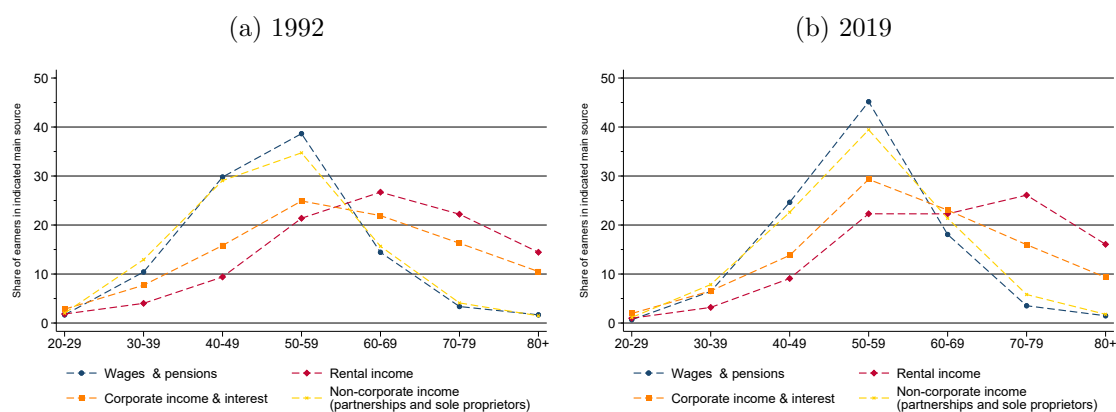 (a) 1992
Share of earners in indicated main source
50
40
30
20
10
0
20-29 30-39 40-49 50-59 60-69 70-79 80+
Wages & pensions
Rental income
Corporate income & interest
Non-corporate income
(partnerships and sole proprietors)
(b) 2019
Share of earners in indicated main source
50
40
30
20
10
0
20-29 30-39 40-49 50-59 60-69 70-79 80+
Wages & pensions
Rental income
Corporate income & interest
Non-corporate income
(partnerships and sole proprietors)